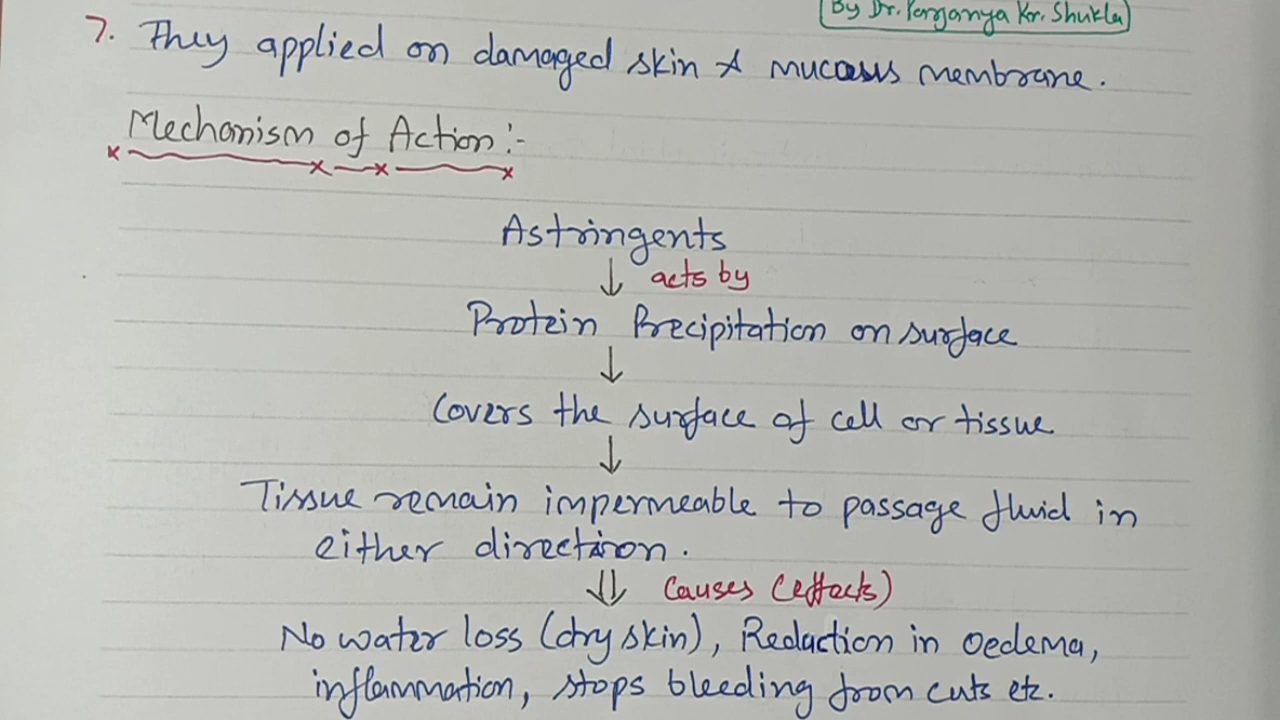 By Dr. Parjanya Kr. Shukla
7. They applied on damaged skin & mucous membrane.
Mechanism of Action :-
Astringents
↓ acts by
Protein Precipitation on surface
↓
Covers the surface of cell or tissue
↓
Tissue remain impermeable to passage fluid in
either direction.
⇓ Causes (effects)
No water loss (dry skin), Reduction in oedema,
inflammation, stops bleeding from cuts etc.